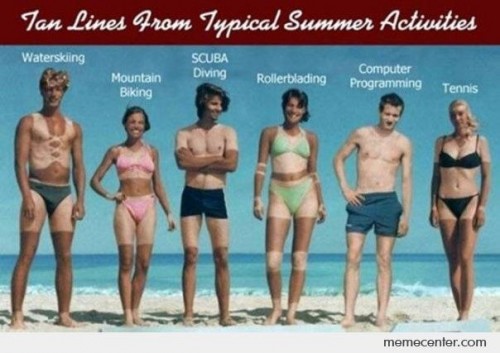 Tan Lines From Typical Summer Activities
Waterskiing
Mountain
Biking
SCUBA
Diving
Rollerblading
Computer
Programming
Tennis
memecenter.com